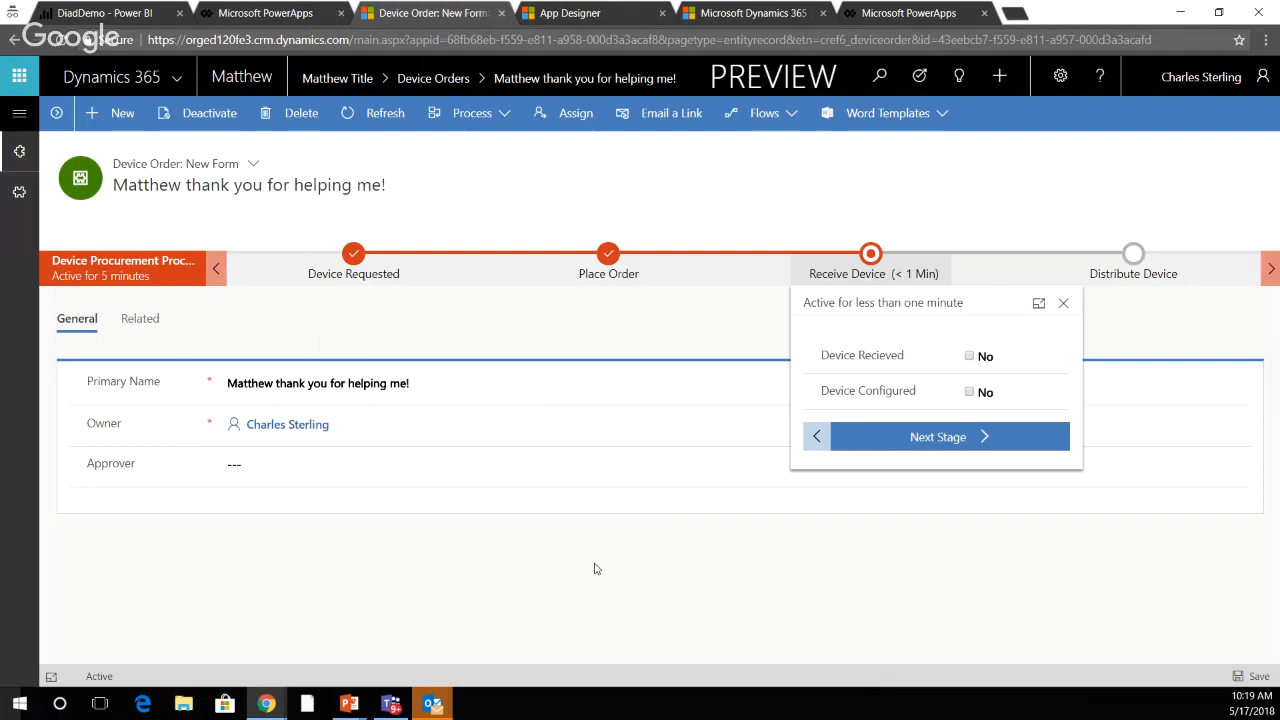 DiadDemo - Power BI
Microsoft PowerApps
Device Order: New Form:
App Designer
Microsoft Dynamics 365
Microsoft PowerApps
Google
https://orged120fe3.crm.dynamics.com/main.aspx?appid=68fb68eb-f559-e811-a958-000d3a3acaf8&pagetype=entityrecord&etn=cref6_deviceorder&id=43eebcb7-f559-e811-a957-000d3a3acafd
Dynamics 365
Matthew
Matthew Title > Device Orders > Matthew thank you for helping me!
PREVIEW
Charles Sterling
New
Deactivate
Delete
Refresh
Process
Assign
Email a Link
Flows
Word Templates
Device Order: New Form
Matthew thank you for helping me!
Device Procurement Proc...
Active for 5 minutes
Device Requested
Place Order
Receive Device (< 1 Min)
Distribute Device
Active for less than one minute
Device Recieved No
Device Configured No
Next Stage
General
Related
Primary Name * Matthew thank you for helping me!
Owner * Charles Sterling
Approver ---
Active
Save
9+
10:19 AM
5/17/2018